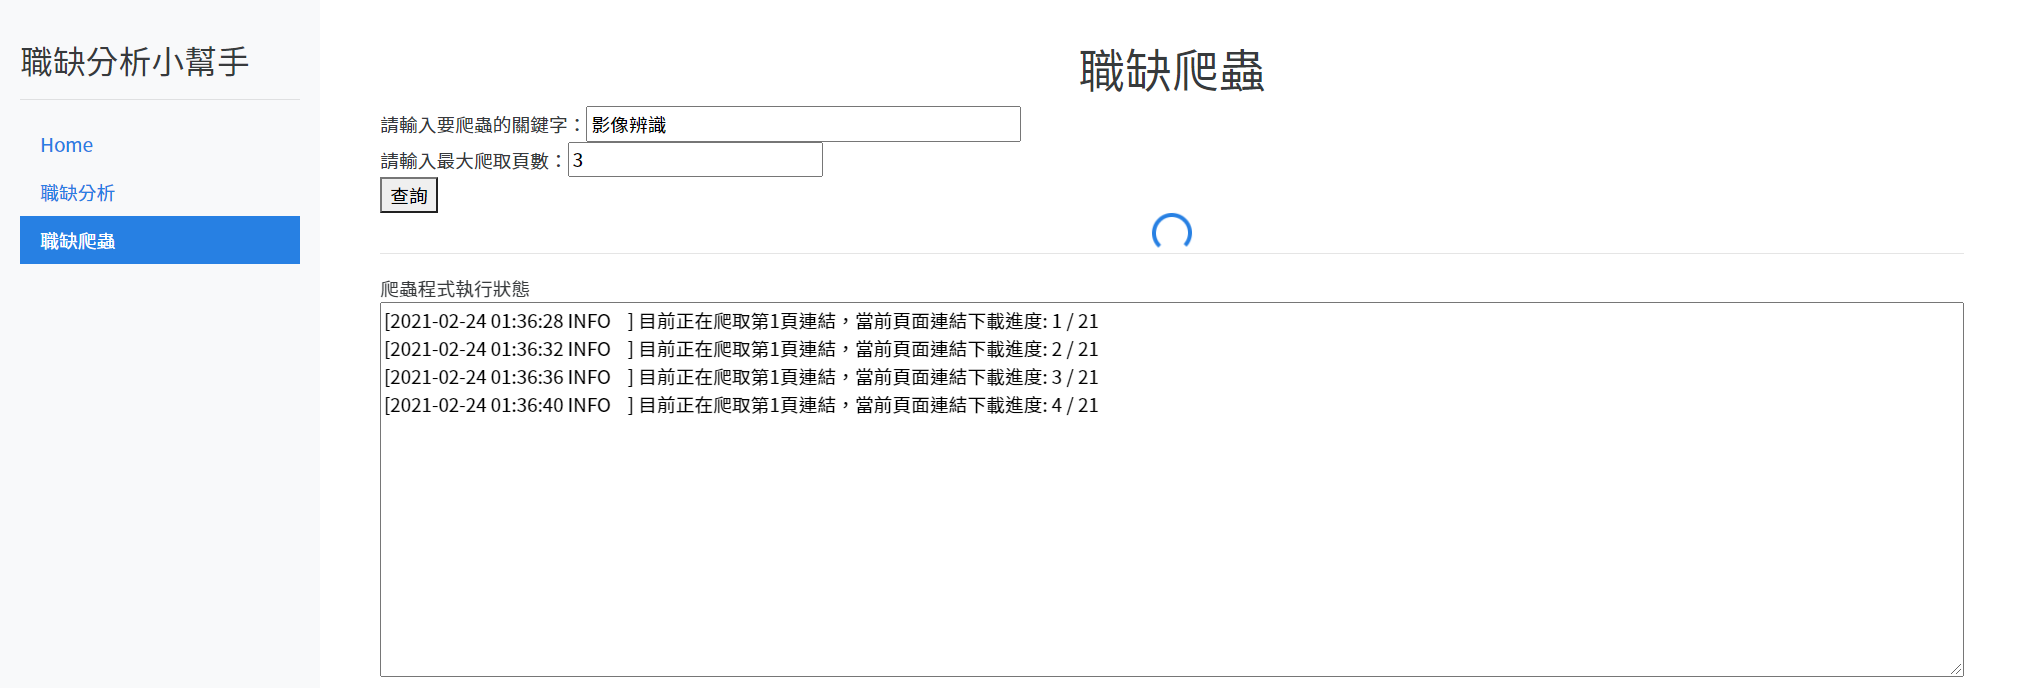 職缺分析小幫手
Home
職缺分析
職缺爬蟲
職缺爬蟲
請輸入要爬蟲的關鍵字：影像辨識
請輸入最大爬取頁數：3
查詢
爬蟲程式執行狀態
[2021-02-24 01:36:28 INFO    ] 目前正在爬取第1頁連結，當前頁面連結下載進度: 1 / 21
[2021-02-24 01:36:32 INFO    ] 目前正在爬取第1頁連結，當前頁面連結下載進度: 2 / 21
[2021-02-24 01:36:36 INFO    ] 目前正在爬取第1頁連結，當前頁面連結下載進度: 3 / 21
[2021-02-24 01:36:40 INFO    ] 目前正在爬取第1頁連結，當前頁面連結下載進度: 4 / 21